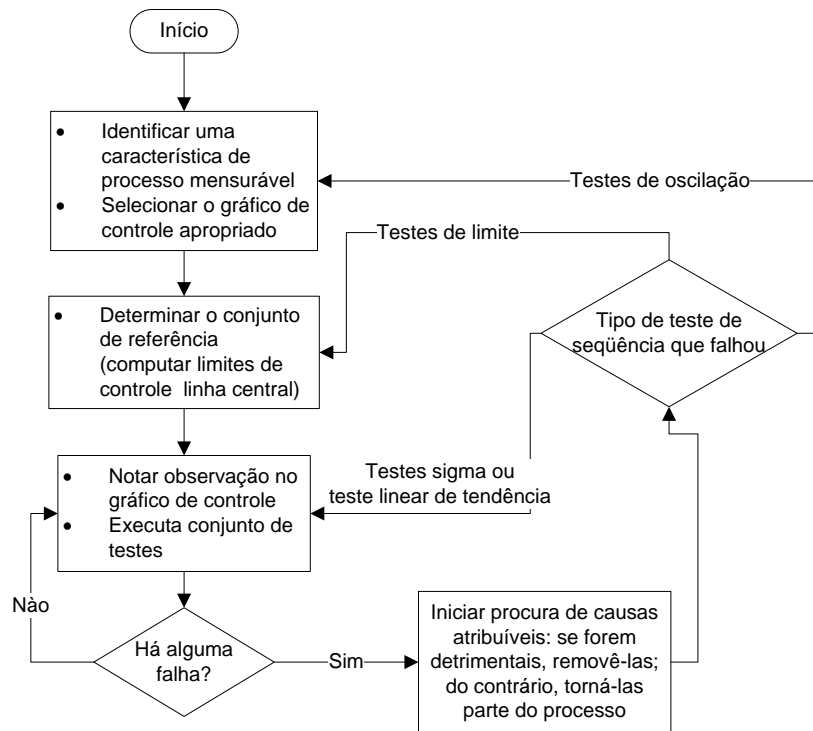 Início
Identificar uma
característica de
processo mensurável
Selecionar o gráfico de
controle apropriado
Testes de oscilação
Testes de limite
Determinar o conjunto
de referência
(computar limites de
controle linha central)
Tipo de teste de
seqüência que falhou
Notar observação no
gráfico de controle
Executa conjunto de
testes
Testes sigma ou
teste linear de tendência
Nào
Há alguma
falha?
Sim
Iniciar procura de causas
atribuíveis: se forem
detrimentais, removê-las;
do contrário, torná-las
parte do processo